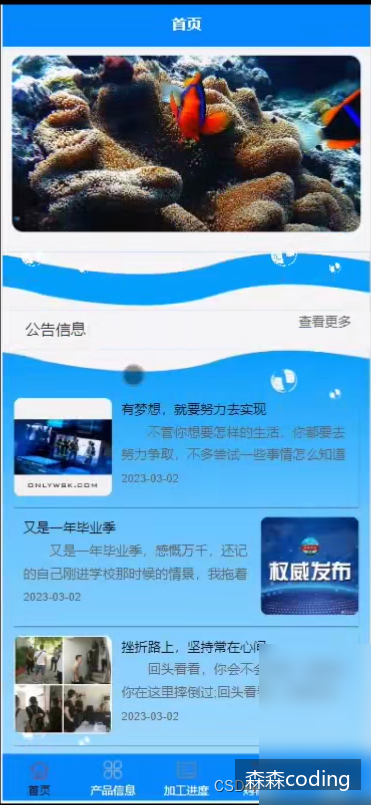 首页
公告信息
查看更多
有梦想，就要努力去实现
不管你想要怎样的生活，你都要去
努力争取，不多尝试一些事情怎么知道
2023-03-02
ONLYWBK.COM
又是一年毕业季
又是一年毕业季，感慨万千，还记
的自己刚进学校那时候的情景，我拖着
2023-03-02
权威发布
挫折路上，坚持常在心间
回头看看，你会不会
你在这里摔倒过;回头看看
2023-03-02
首页
产品信息
加工进度
CSD
森森coding